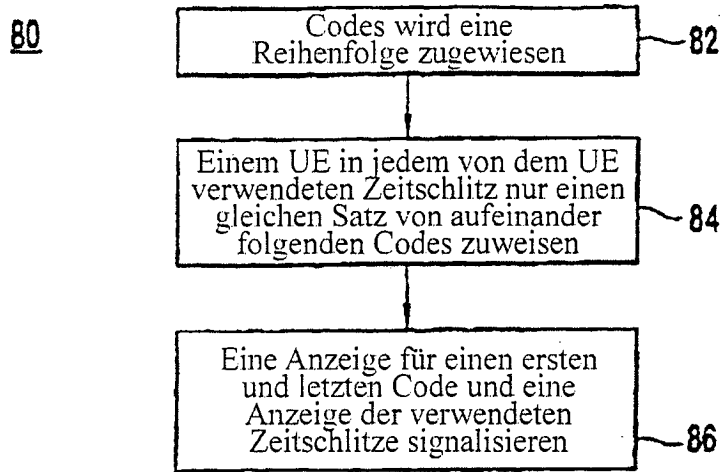 80
Codes wird eine
Reihenfolge zugewiesen
82
Einem UE in jedem von dem UE
verwendeten Zeitschlitz nur einen
gleichen Satz von aufeinander
folgenden Codes zuweisen
84
Eine Anzeige für einen ersten
und letzten Code und eine
Anzeige der verwendeten
Zeitschlitze signalisieren
86